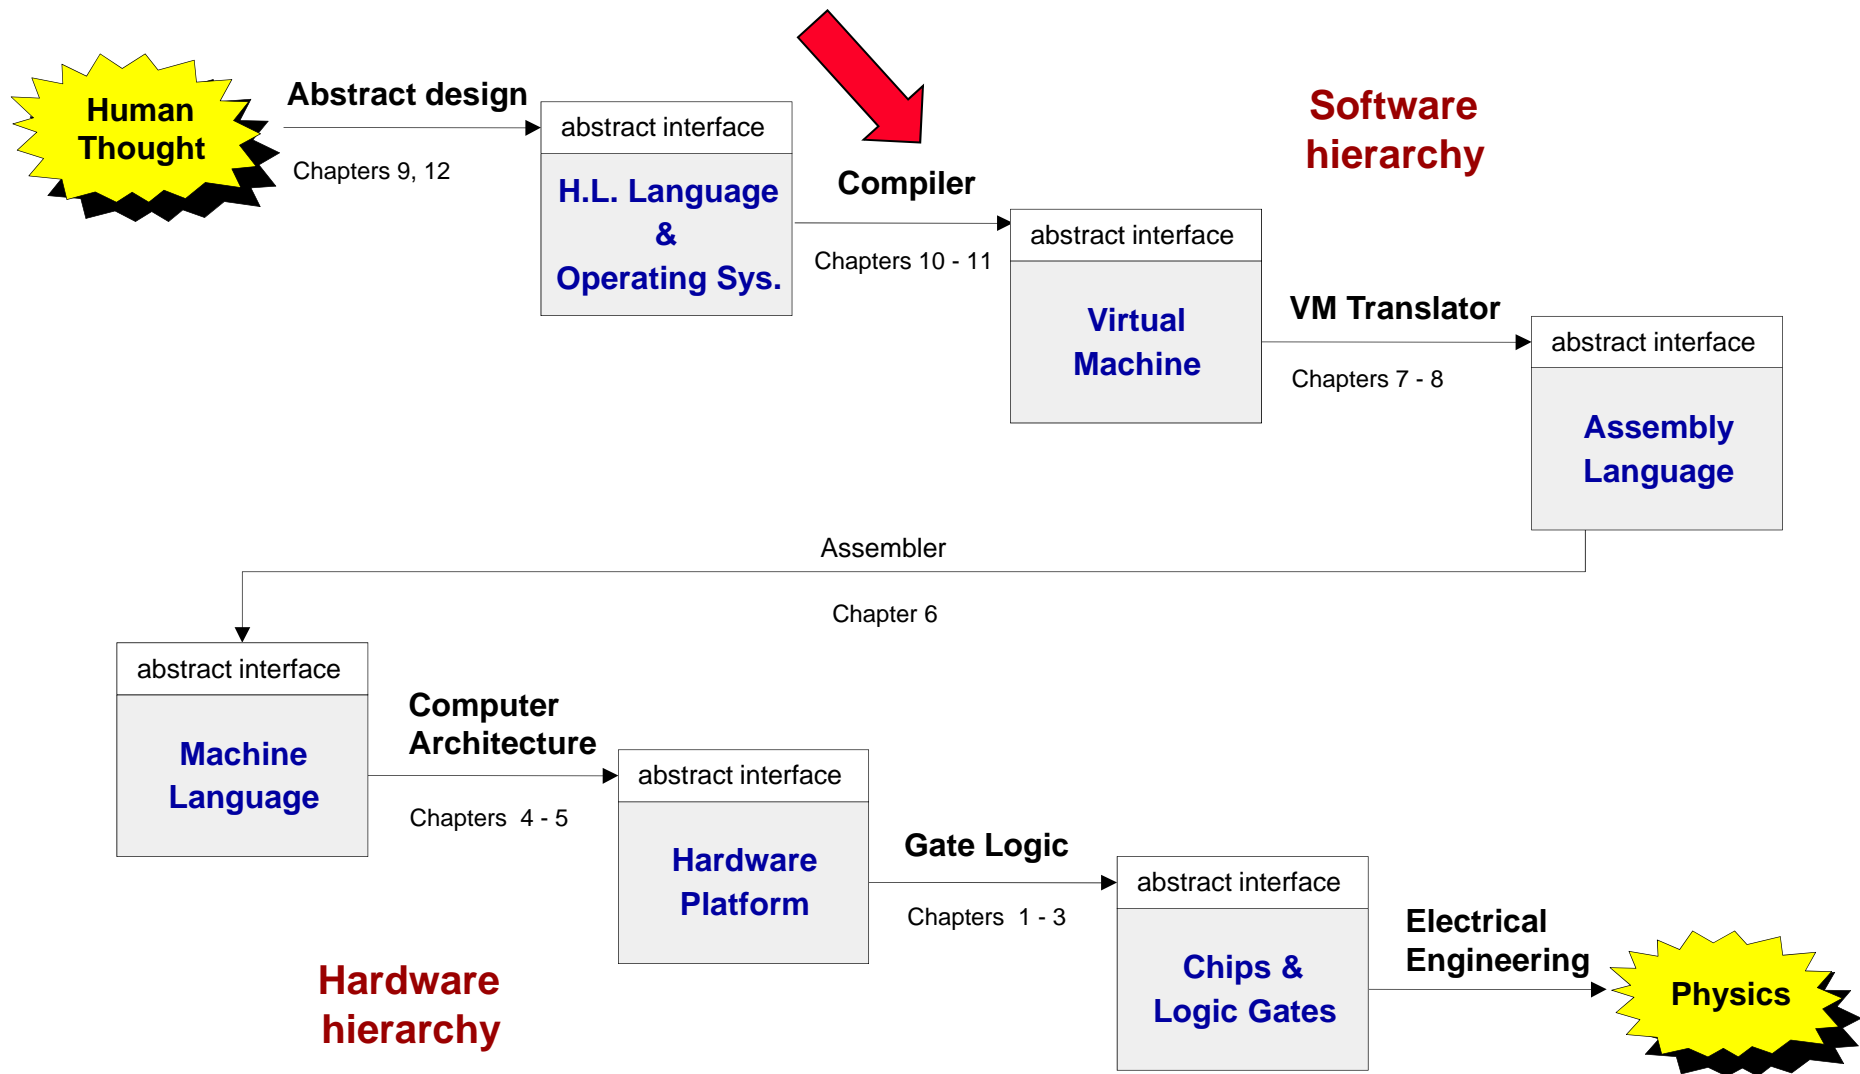 Human
Thought
Abstract design
Chapters 9, 12
abstract interface
H.L. Language
&
Operating Sys.
Compiler
Chapters 10 - 11
Software
hierarchy
abstract interface
Virtual
Machine
VM Translator
Chapters 7 - 8
abstract interface
Assembly
Language
Assembler
Chapter 6
abstract interface
Machine
Language
Computer
Architecture
Chapters 4 - 5
abstract interface
Hardware
Platform
Gate Logic
Chapters 1 - 3
abstract interface
Chips &
Logic Gates
Electrical
Engineering
Physics
Hardware
hierarchy